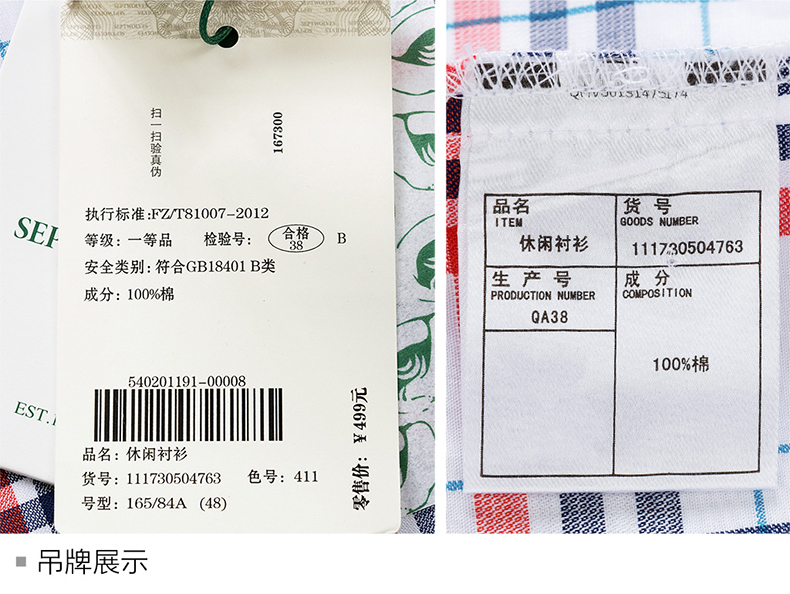 SEPTWOLVES
扫一扫验真伪
167300
执行标准:FZ/T81007-2012
等级: 一等品 检验号: 合格 38 B
安全类别: 符合GB18401 B类
成分: 100%棉
540201191-00008
品名: 休闲衬衫
货号: 111730504763 色号: 411
号型: 165/84A (48)
零售价: ¥499元
SEP
EST.1
品名 货号
ITEM GOODS NUMBER
休闲衬衫 111730504763
生产号 成分
PRODUCTION NUMBER COMPOSITION
QA38
100%棉
吊牌展示